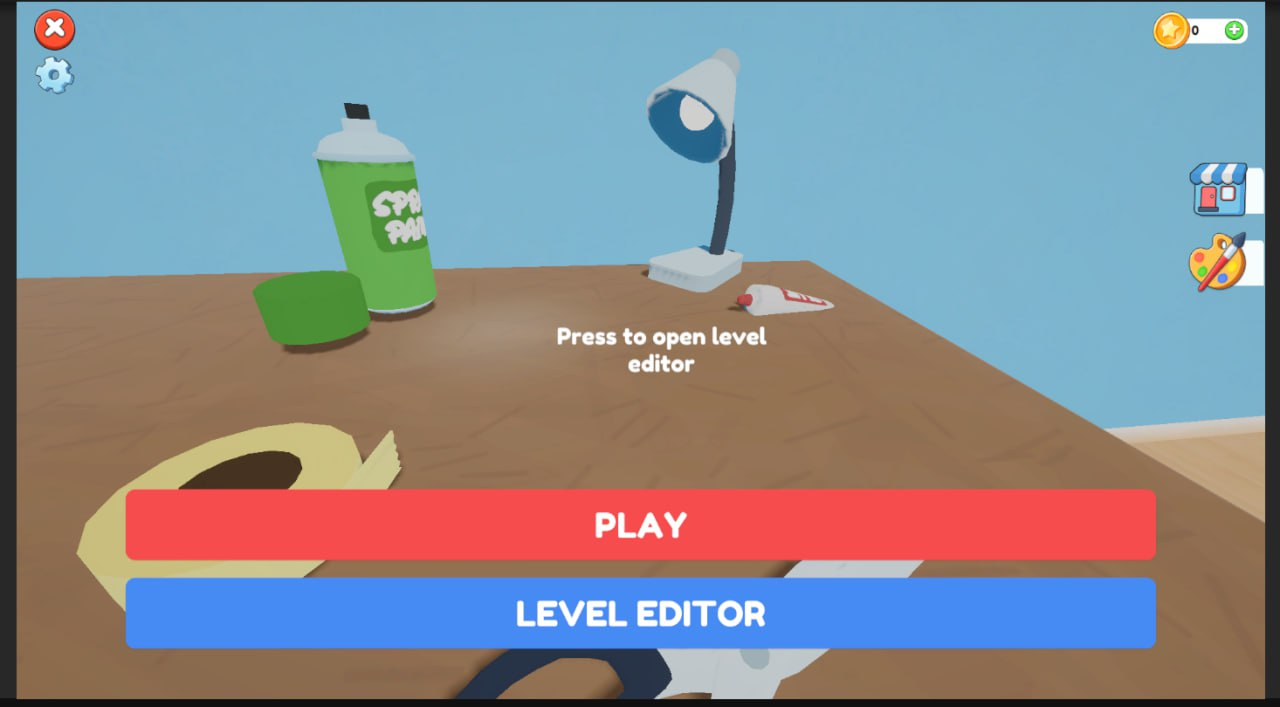 0
Press to open level
editor
PLAY
LEVEL EDITOR